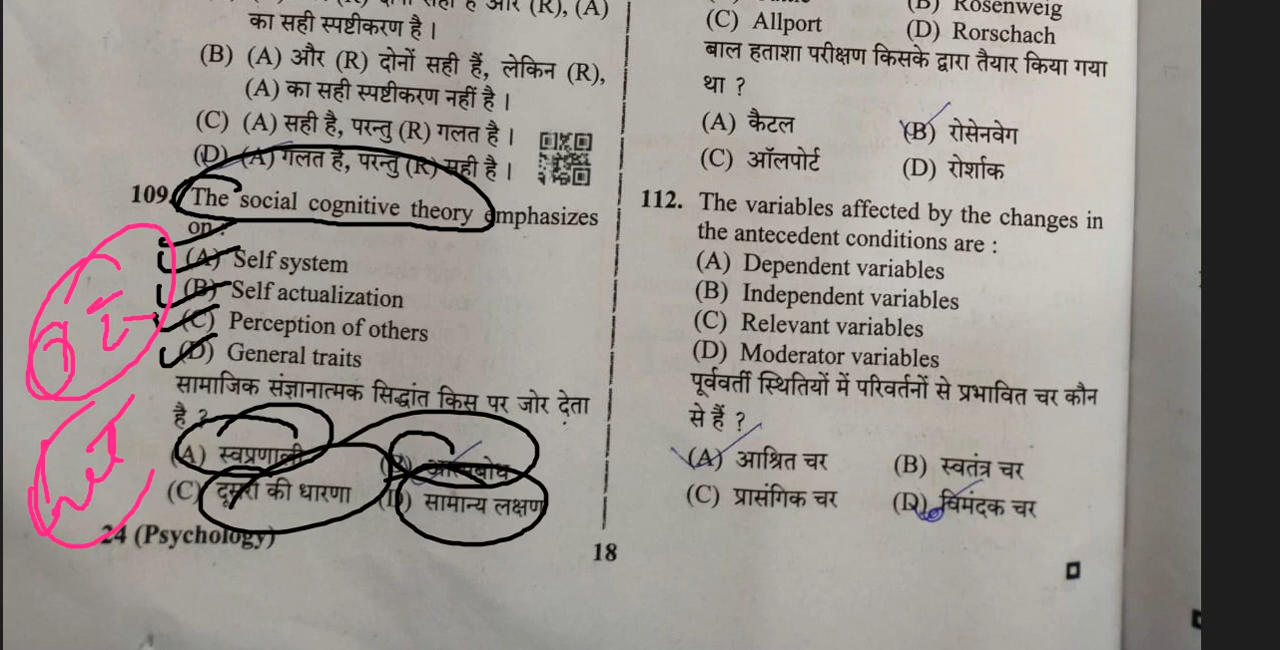 का सही स्पष्टीकरण है ।
(B) (A) और (R) दोनों सही हैं, लेकिन (R),
(A) का सही स्पष्टीकरण नहीं है ।
(C) (A) सही है, परन्तु (R) गलत है ।
(D) (A) गलत है, परन्तु (R) सही है ।
109. The social cognitive theory emphasizes
on :
(A) Self system
(B) Self actualization
(C) Perception of others
(D) General traits
सामाजिक संज्ञानात्मक सिद्धांत किस पर जोर देता
है ?
(A) स्वप्रणाली (B) आत्मबोध
(C) दूसरों की धारणा (D) सामान्य लक्षण
24 (Psychology)
18
(B) Rosenweig
(C) Allport (D) Rorschach
बाल हताशा परीक्षण किसके द्वारा तैयार किया गया
था ?
(A) कैटल (B) रोसेनवेग
(C) ऑलपोर्ट (D) रोर्शाक
112. The variables affected by the changes in
the antecedent conditions are :
(A) Dependent variables
(B) Independent variables
(C) Relevant variables
(D) Moderator variables
पूर्ववर्ती स्थितियों में परिवर्तनों से प्रभावित चर कौन
से हैं ?
(A) आश्रित चर (B) स्वतंत्र चर
(C) प्रासंगिक चर (D) विमंदक चर